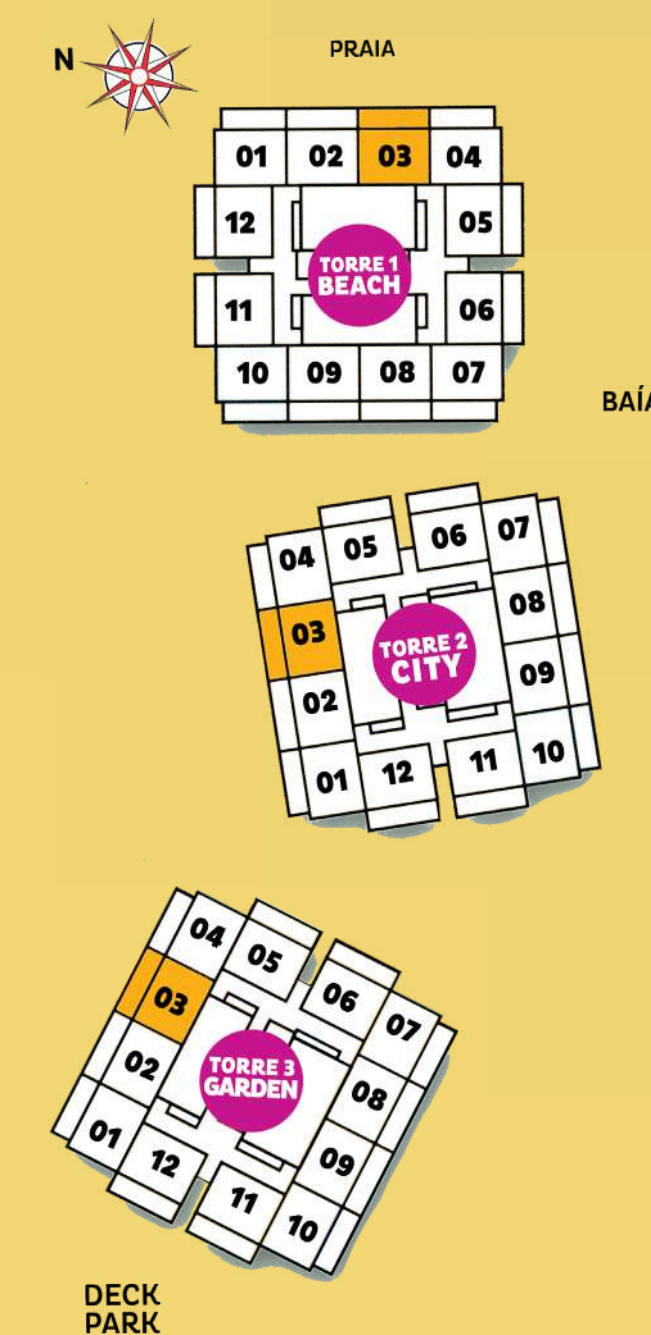 N
PRAIA
01 02 03 04
12 05
TORRE 1
BEACH
11 06
10 09 08 07
BAÍA
04 05 06 07
03 08
TORRE 2
CITY
02 09
01 12 11 10
04 05
03 06 07
02 08
TORRE 3
GARDEN
01 12 09
11 10
DECK
PARK